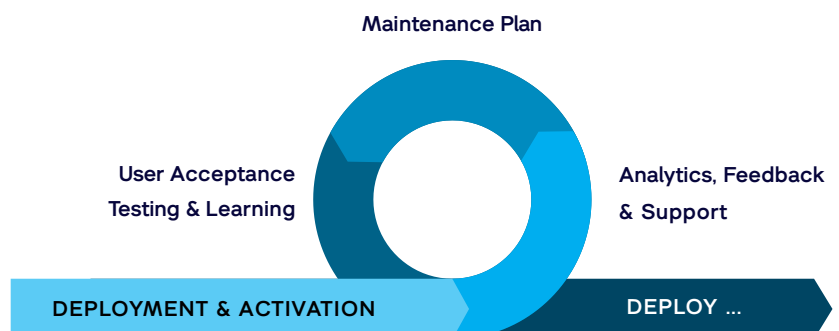 Maintenance Plan
User Acceptance
Testing & Learning
Analytics, Feedback
& Support
DEPLOYMENT & ACTIVATION
DEPLOY ...